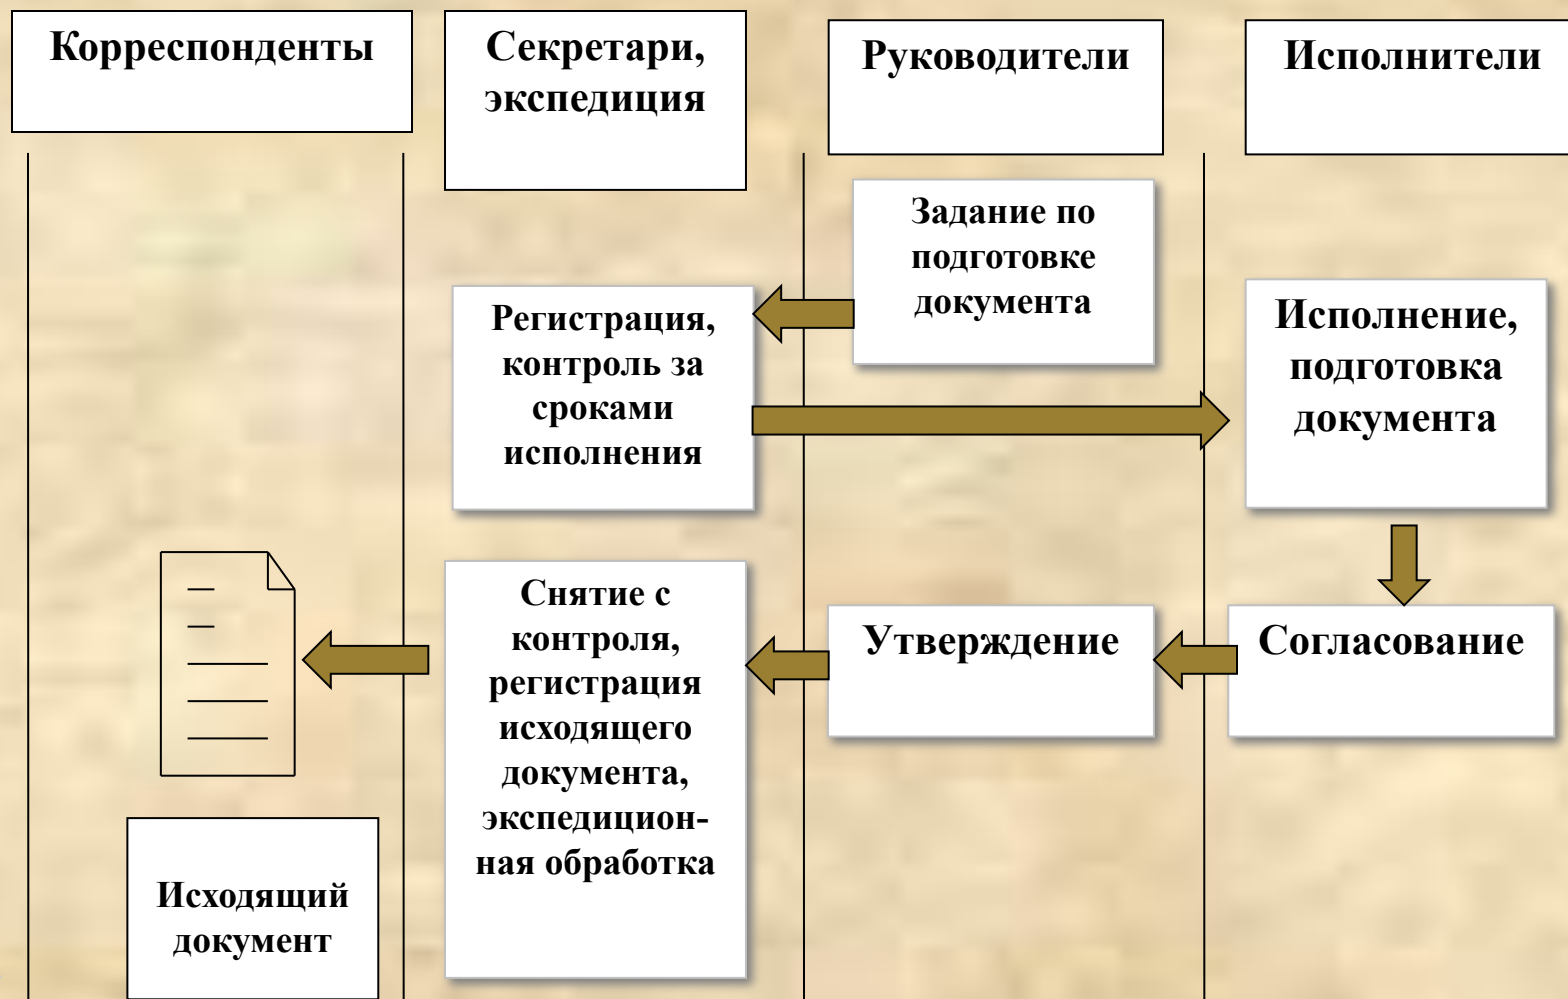 Корреспонденты
Секретари,
экспедиция
Руководители
Исполнители
Задание по
подготовке
документа
Регистрация,
контроль за
сроками
исполнения
Исполнение,
подготовка
документа
Снятие с
контроля,
регистрация
исходящего
документа,
экспедицион-
ная обработка
Утверждение
Согласование
Исходящий
документ